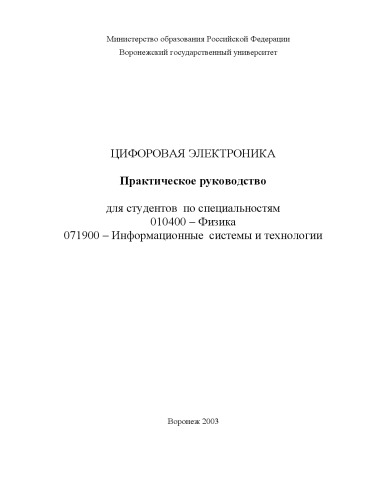 Министерство образования Российской Федерации
Воронежский государственный университет
ЦИФОРОВАЯ ЭЛЕКТРОНИКА
Практическое руководство
для студентов по специальностям
010400 – Физика
071900 – Информационные системы и технологии
Воронеж 2003